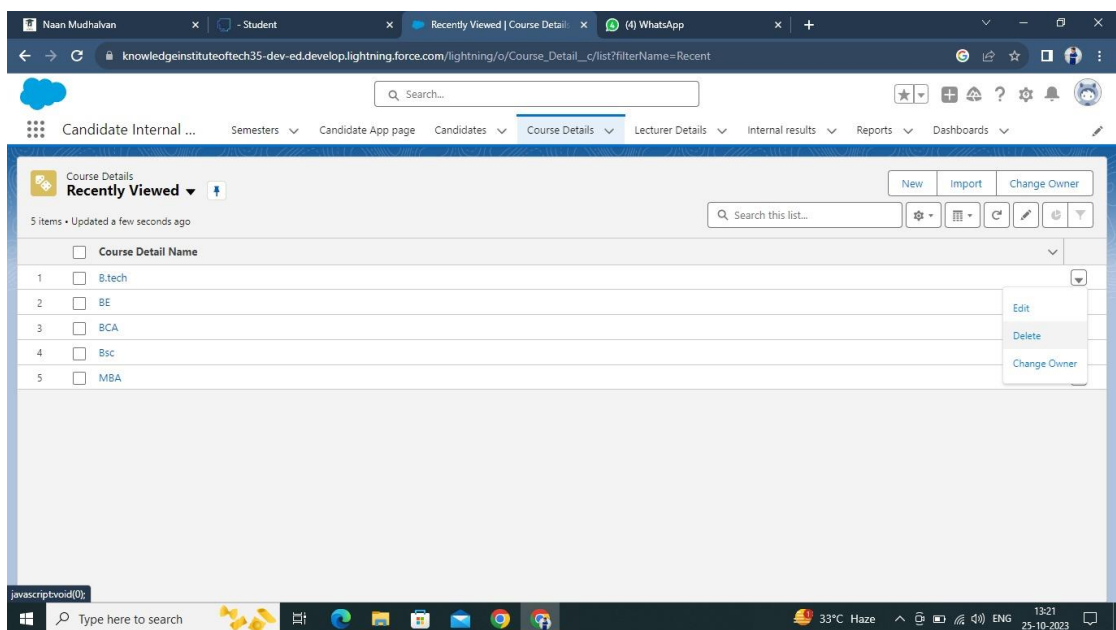 Naan Mudhalvan
- Student
Recently Viewed | Course Details
(4) WhatsApp
knowledgeinstituteoftech35-dev-ed.develop.lightning.force.com/lightning/o/Course_Detail__c/list?filterName=Recent
Search...
Candidate Internal ...
Semesters
Candidate App page
Candidates
Course Details
Lecturer Details
Internal results
Reports
Dashboards
Course Details
Recently Viewed
New
Import
Change Owner
5 items • Updated a few seconds ago
Search this list...
Course Detail Name
1 B.tech
2 BE
3 BCA
4 Bsc
5 MBA
Edit
Delete
Change Owner
javascript:void(0);
Type here to search
33°C Haze
ENG
13:21
25-10-2023